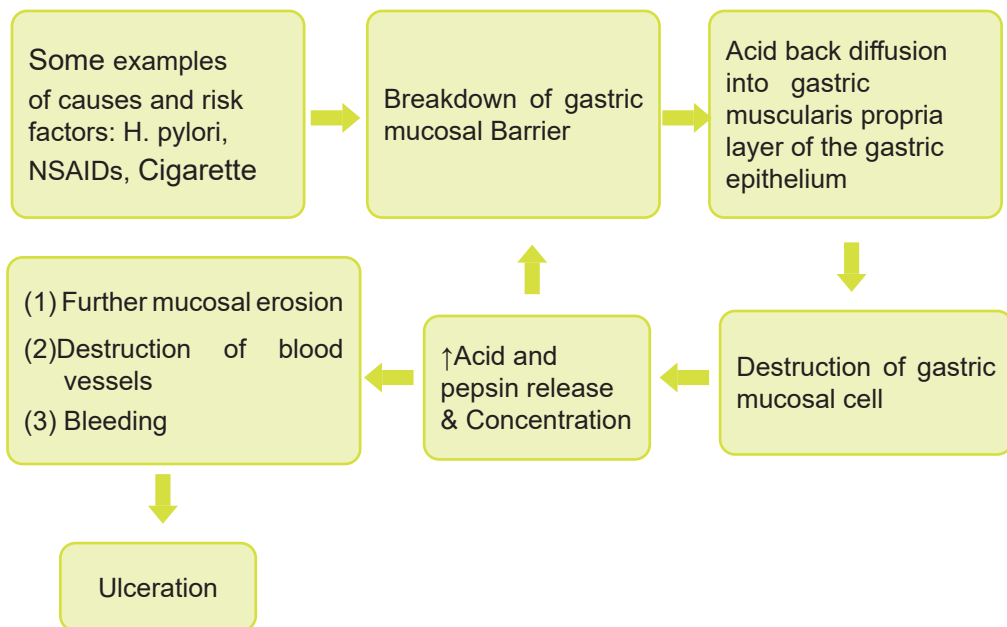 Some examples
of causes and risk
factors: H. pylori,
NSAIDs, Cigarette
Breakdown of gastric
mucosal Barrier
Acid back diffusion
into gastric
muscularis propria
layer of the gastric
epithelium
Destruction of gastric
mucosal cell
↑Acid and
pepsin release
& Concentration
(1) Further mucosal erosion
(2)Destruction of blood
vessels
(3) Bleeding
Ulceration